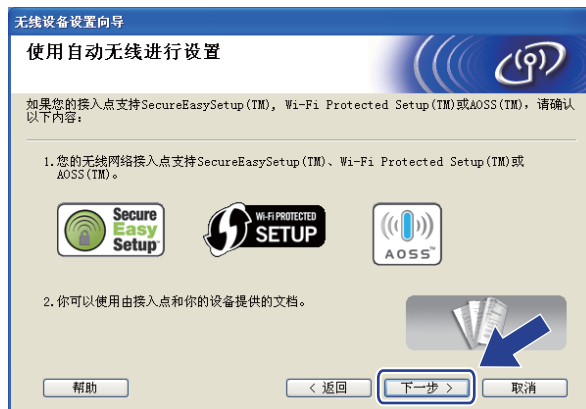 无线设备设置向导
使用自动无线进行设置
如果您的接入点支持SecureEasySetup(TM), Wi-Fi Protected Setup(TM)或AOSS(TM)，请确认
以下内容：
1.您的无线网络接入点支持SecureEasySetup(TM)、Wi-Fi Protected Setup(TM)或
AOSS(TM)。
Secure
Easy
Setup™
WI-FI PROTECTED
SETUP
AOSS™
2.你可以使用由接入点和你的设备提供的文档。
帮助
< 返回
下一步 >
取消